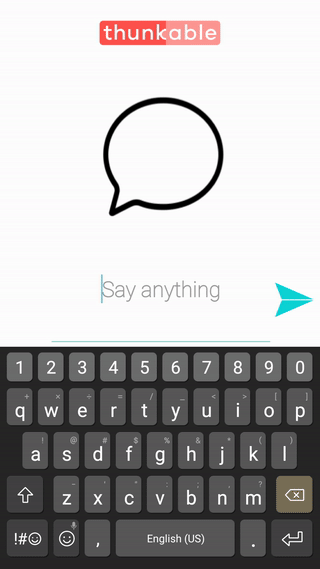 thunkable
Say anything
1 2 3 4 5 6 7 8 9 0
+ × ÷ = / _ < > [ ]
q w e r t y u i o p
! @ # $ % & * ( )
a s d f g h j k l
- ' " : ; , ?
z x c v b n m
!#☺ , English (US) .